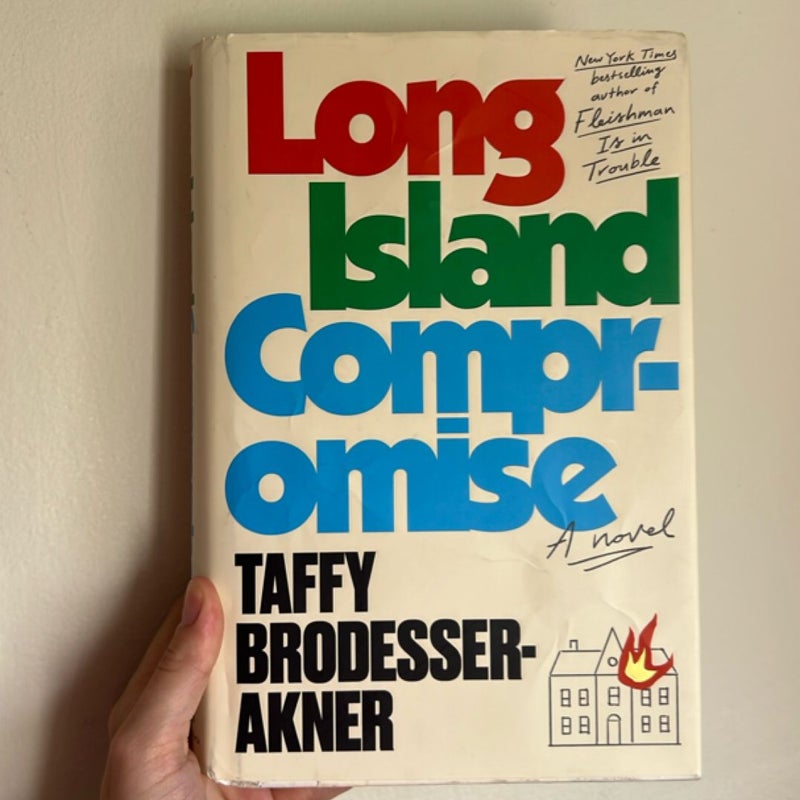 Long
Island
Compr-
omise
New York Times
bestselling
author of
Fleishman
Is in
Trouble
A novel
TAFFY
BRODESSER-
AKNER